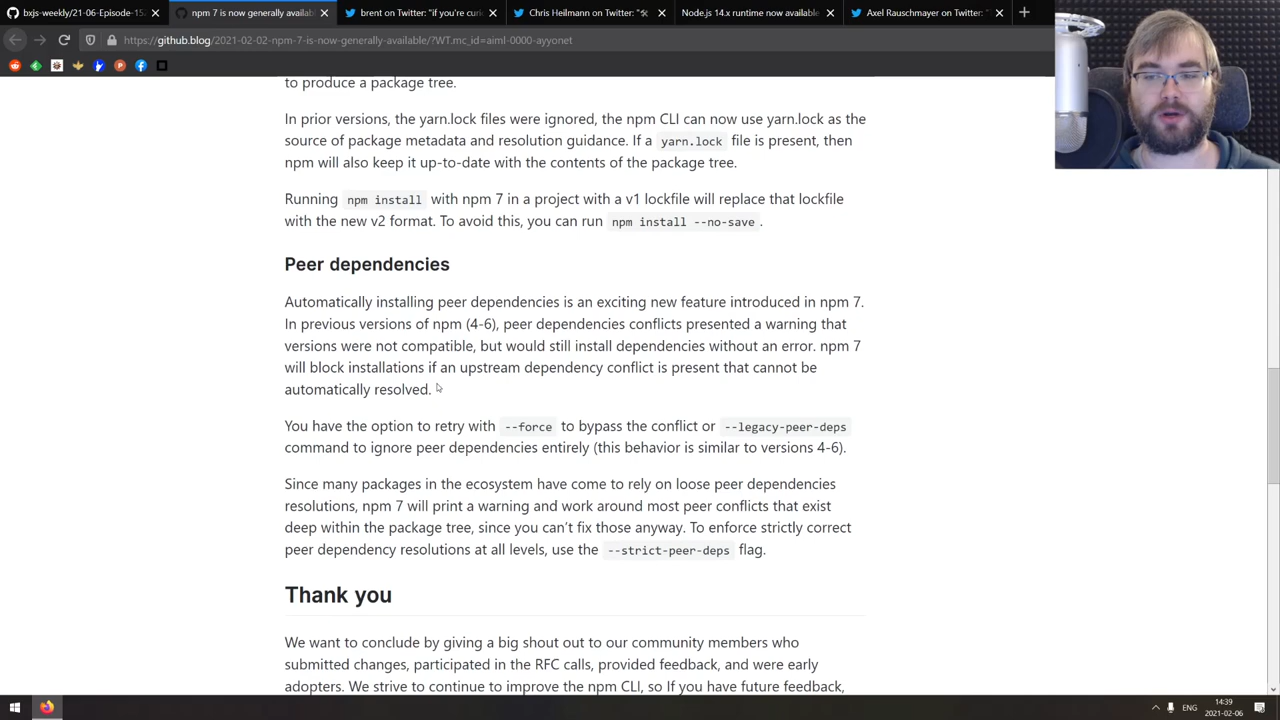 bxjs-weekly/21-06-Episode-15
npm 7 is now generally availab
brent on Twitter: "if you're curi
Chris Heilmann on Twitter: "
Node.js 14.x runtime now availab
Axel Rauschmayer on Twitter: "
https://github.blog/2021-02-02-npm-7-is-now-generally-available/?WT.mc_id=aiml-0000-ayyonet
to produce a package tree.
In prior versions, the yarn.lock files were ignored, the npm CLI can now use yarn.lock as the
source of package metadata and resolution guidance. If a yarn.lock file is present, then
npm will also keep it up-to-date with the contents of the package tree.
Running npm install with npm 7 in a project with a v1 lockfile will replace that lockfile
with the new v2 format. To avoid this, you can run npm install --no-save.
Peer dependencies
Automatically installing peer dependencies is an exciting new feature introduced in npm 7.
In previous versions of npm (4-6), peer dependencies conflicts presented a warning that
versions were not compatible, but would still install dependencies without an error. npm 7
will block installations if an upstream dependency conflict is present that cannot be
automatically resolved.
You have the option to retry with --force to bypass the conflict or --legacy-peer-deps
command to ignore peer dependencies entirely (this behavior is similar to versions 4-6).
Since many packages in the ecosystem have come to rely on loose peer dependencies
resolutions, npm 7 will print a warning and work around most peer conflicts that exist
deep within the package tree, since you can't fix those anyway. To enforce strictly correct
peer dependency resolutions at all levels, use the --strict-peer-deps flag.
Thank you
We want to conclude by giving a big shout out to our community members who
submitted changes, participated in the RFC calls, provided feedback, and were early
adopters. We strive to continue to improve the npm CLI, so If you have future feedback,
ENG
14:39
2021-02-06